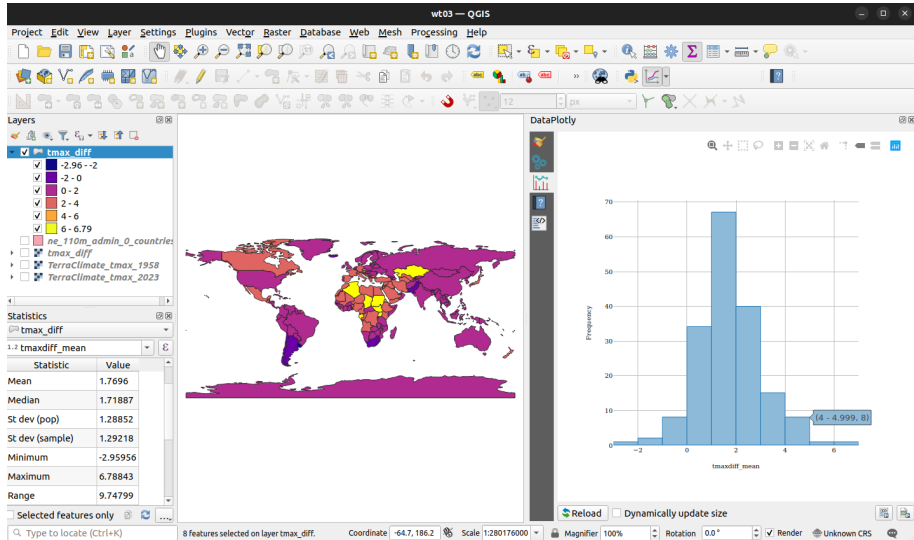 wt03 — QGIS
Project Edit View Layer Settings Plugins Vector Raster Database Web Mesh Processing Help
12 px
Layers
tmax_diff
-2.96 - -2
-2 - 0
0 - 2
2 - 4
4 - 6
6 - 6.79
ne_110m_admin_0_countries
tmax_diff
TerraClimate_tmax_1958
TerraClimate_tmax_2023
Statistics
tmax_diff
1.2 tmaxdiff_mean
Statistic Value
Mean 1.7696
Median 1.71887
St dev (pop) 1.28852
St dev (sample) 1.29218
Minimum -2.95956
Maximum 6.78843
Range 9.74799
Selected features only
DataPlotly
70
60
50
40
30
20
10
0
Frequency
(4 - 4.999, 8)
−2 0 2 4 6
tmaxdiff_mean
Reload Dynamically update size
Type to locate (Ctrl+K) 8 features selected on layer tmax_diff. Coordinate -64.7, 186.2 Scale 1:280176000 Magnifier 100% Rotation 0.0° Render Unknown CRS